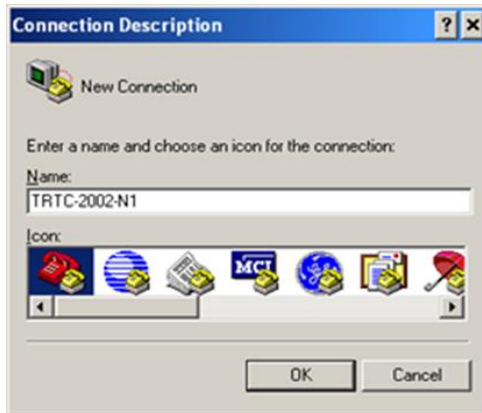 Connection Description
New Connection
Enter a name and choose an icon for the connection:
Name:
TRTC-2002-N1
Icon:
MCI
OK Cancel